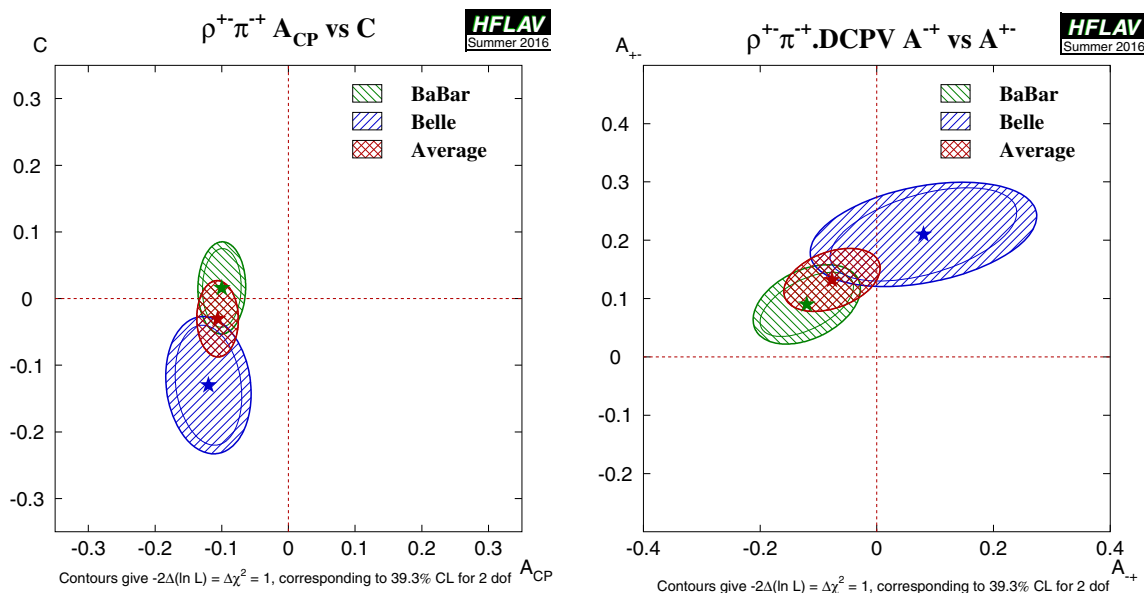 ρ⁺⁻π⁻⁺ A_CP vs C
HFLAV
Summer 2016
C
BaBar
Belle
Average
0.3
0.2
0.1
0
-0.1
-0.2
-0.3
-0.3 -0.2 -0.1 0 0.1 0.2 0.3
A_CP
Contours give -2Δ(ln L) = Δχ² = 1, corresponding to 39.3% CL for 2 dof
ρ⁺⁻π⁻⁺.DCPV A⁻⁺ vs A⁺⁻
HFLAV
Summer 2016
A₊₋
BaBar
Belle
Average
0.4
0.3
0.2
0.1
0
-0.1
-0.2
-0.4 -0.2 0 0.2 0.4
A₋₊
Contours give -2Δ(ln L) = Δχ² = 1, corresponding to 39.3% CL for 2 dof